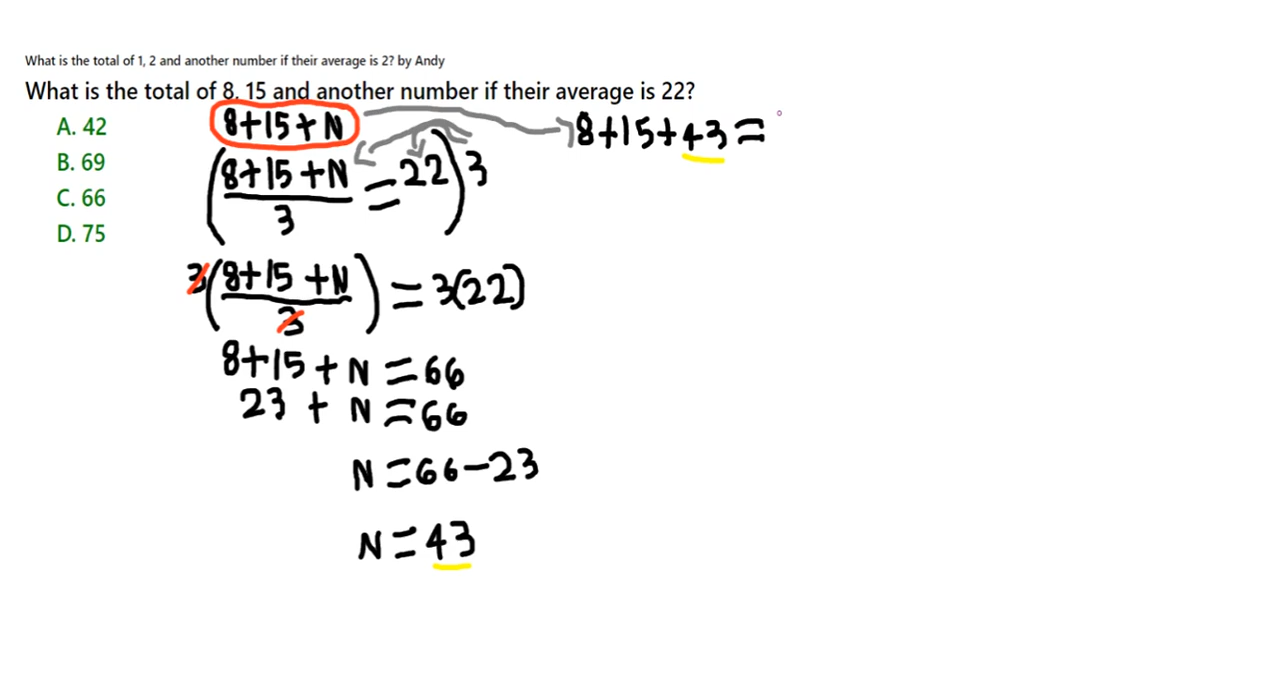 What is the total of 1, 2 and another number if their average is 2? by Andy
What is the total of 8, 15 and another number if their average is 22?
A. 42
B. 69
C. 66
D. 75
8+15+N
8+15+43=
(8+15+N/3=22)3
3(8+15+N/3)=3(22)
8+15+N=66
23+N=66
N=66-23
N=43